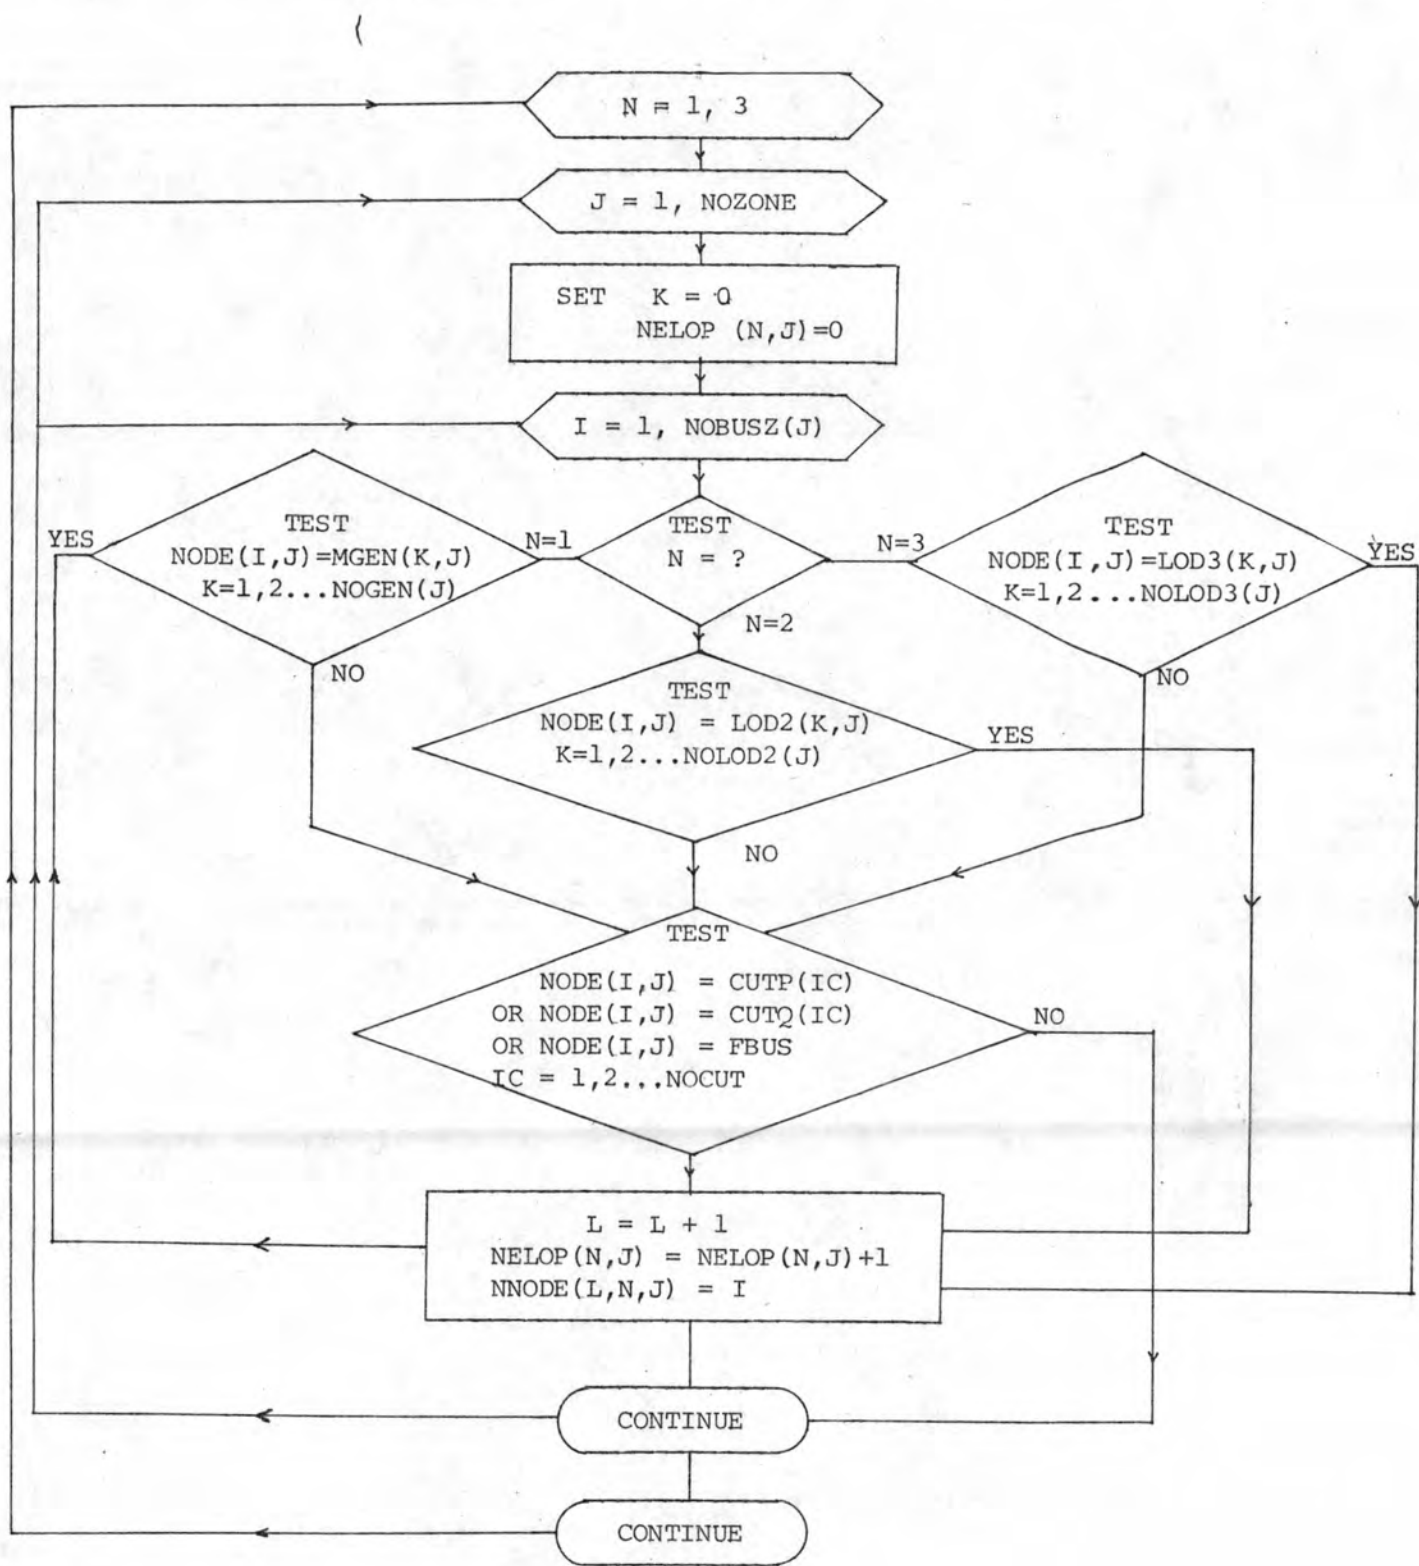 N = 1, 3
J = 1, NOZONE
SET K = 0
NELOP (N,J)=0
I = 1, NOBUSZ(J)
YES
TEST
NODE(I,J)=MGEN(K,J)
K=1,2...NOGEN(J)
N=1
TEST
N = ?
N=3
TEST
NODE(I,J)=LOD3(K,J)
K=1,2...NOLOD3(J)
YES
N=2
NO
NO
TEST
NODE(I,J) = LOD2(K,J)
K=1,2...NOLOD2(J)
YES
NO
TEST
NODE(I,J) = CUTP(IC)
OR NODE(I,J) = CUTQ(IC)
OR NODE(I,J) = FBUS
IC = 1,2...NOCUT
NO
L = L + 1
NELOP(N,J) = NELOP(N,J)+1
NNODE(L,N,J) = I
CONTINUE
CONTINUE